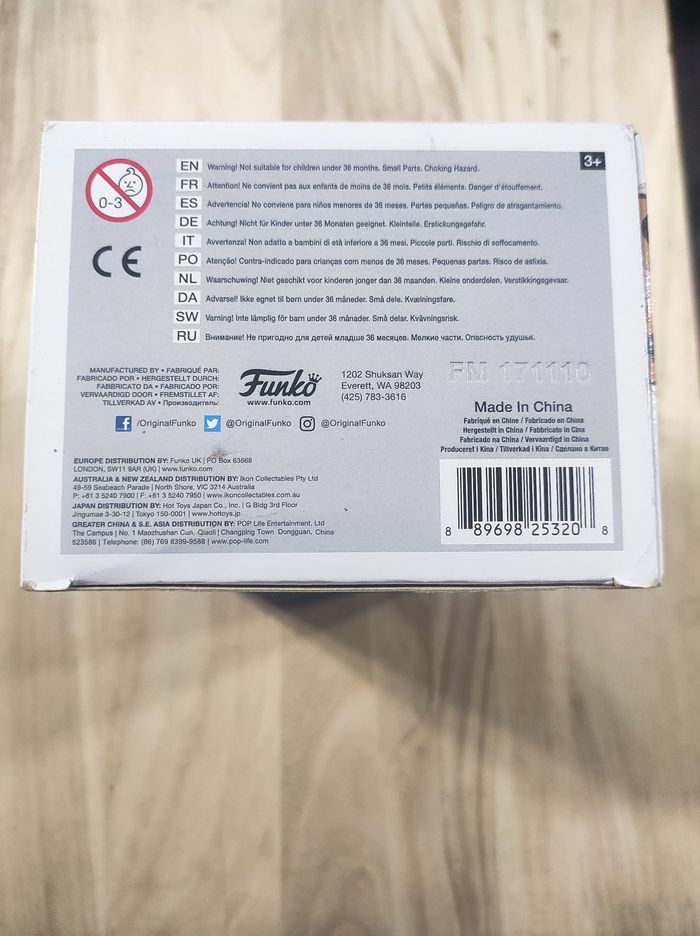 3+
0-3
EN Warning! Not suitable for children under 36 months. Small Parts. Choking Hazard.
FR Attention! Ne convient pas aux enfants de moins de 36 mois. Petits éléments. Danger d'étouffement.
ES Advertencia! No conviene para niños menores de 36 meses. Partes pequeñas. Peligro de atragantamiento.
DE Achtung! Nicht für Kinder unter 36 Monaten geeignet. Kleinteile. Erstickungsgefahr.
IT Avvertenza! Non adatto a bambini di età inferiore a 36 mesi. Piccole parti. Rischio di soffocamento.
PO Atenção! Contra-indicado para crianças com menos de 36 meses. Pequenas partes. Risco de asfixia.
NL Waarschuwing! Niet geschikt voor kinderen jonger dan 36 maanden. Kleine onderdelen. Verstikkingsgevaar.
DA Advarsel! Ikke egnet til børn under 36 måneder. Små dele. Kvælningsfare.
SW Varning! Inte lämplig för barn under 36 månader. Små delar. Kvävningsrisk.
RU Внимание! Не пригодно для детей младше 36 месяцев. Мелкие части. Опасность удушья.
CE
MANUFACTURED BY • FABRIQUÉ PAR:
FABRICADO POR • HERGESTELLT DURCH:
FABBRICATO DA • FABRICADO POR:
VERVAARDIGD DOOR • FREMSTILLET AF:
TILLVERKAD AV • Производитель:
Funko
www.funko.com
1202 Shuksan Way
Everett, WA 98203
(425) 783-3616
FM 171110
/OriginalFunko @OriginalFunko @OriginalFunko
Made In China
Fabriqué en Chine / Fabricado en China
Hergestellt in China / Fabbricato in Cina
Fabricado na China / Vervaardigd in China
Produceret i Kina / Tillverkad i Kina / Сделано в Китае
EUROPE DISTRIBUTION BY: Funko UK | PO Box 63668
LONDON, SW11 9AR (UK) | www.funko.com
AUSTRALIA & NEW ZEALAND DISTRIBUTION BY: Ikon Collectables Pty Ltd
49-59 Seabeach Parade | North Shore, VIC 3214 Australia
P: +61 3 5240 7900 | F: +61 3 5240 7950 | www.ikoncollectables.com.au
JAPAN DISTRIBUTION BY: Hot Toys Japan Co., Inc. | G Bldg 3rd Floor
Jingumae 3-30-12 | Tokyo 150-0001 | www.hottoys.jp
GREATER CHINA & S.E. ASIA DISTRIBUTION BY: POP Life Entertainment, Ltd
The Campus | No. 1 Maozhushan Cun, Qiaoli | Changping Town Dongguan, China
523586 | Telephone: (86) 769 8399-9588 | www.pop-life.com
8 89698 25320 8